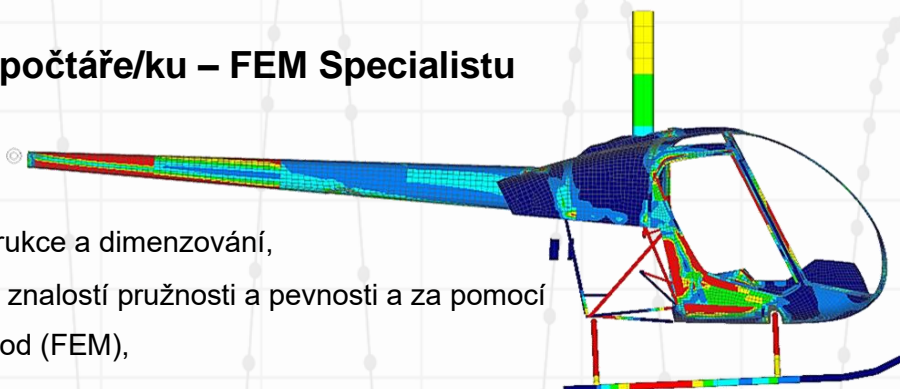 počtáře/ku – FEM Specialistu
rukce a dimenzování,
znalostí pružnosti a pevnosti a za pomocí
od (FEM),